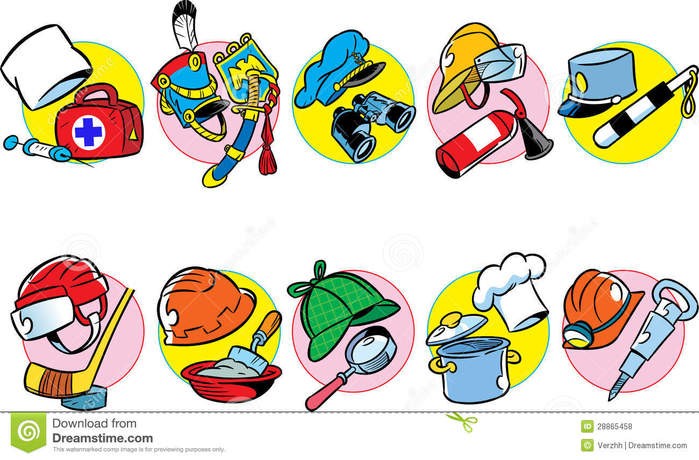 Download from
Dreamstime.com
This watermarked comp image is for previewing purposes only.
28865458
Verzhh | Dreamstime.com